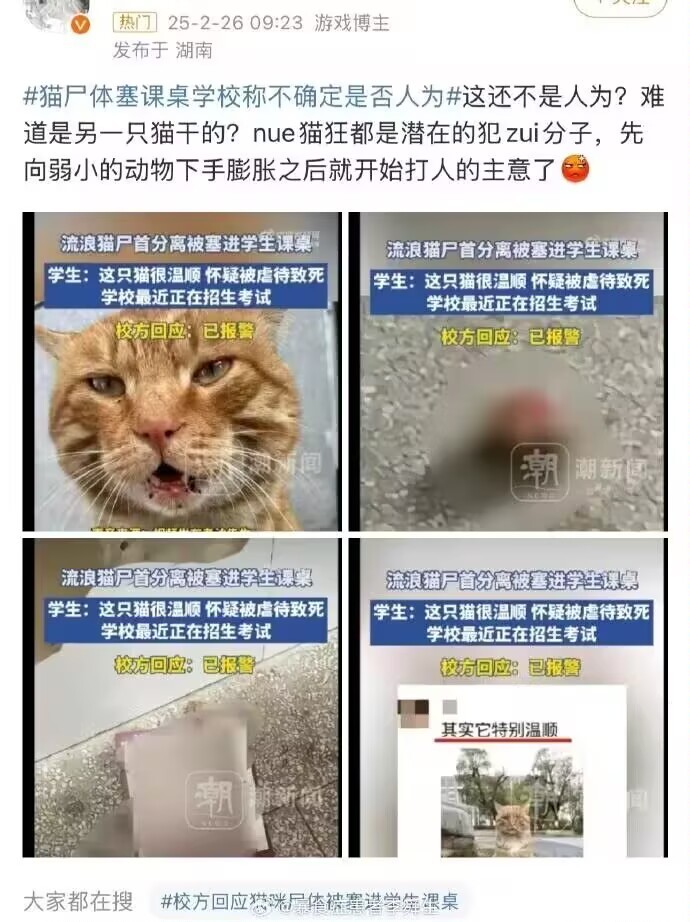 热门 25-2-26 09:23 游戏博主
发布于 湖南
#猫尸体塞课桌学校称不确定是否人为#这还不是人为？难
道是另一只猫干的？nue猫狂都是潜在的犯zui分子，先
向弱小的动物下手膨胀之后就开始打人的主意了
流浪猫尸首分离被塞进学生课桌
学生：这只猫很温顺 怀疑被虐待致死
学校最近正在招生考试
校方回应：已报警
潮新闻
流浪猫尸首分离被塞进学生课桌
学生：这只猫很温顺 怀疑被虐待致死
学校最近正在招生考试
校方回应：已报警
潮 潮新闻
NEWS
流浪猫尸首分离被塞进学生课桌
学生：这只猫很温顺 怀疑被虐待致死
学校最近正在招生考试
校方回应：已报警
潮 潮新闻
NEWS
流浪猫尸首分离被塞进学生课桌
学生：这只猫很温顺 怀疑被虐待致死
学校最近正在招生考试
校方回应：已报警
其实它特别温顺
大家都在搜 #校方回应猫咪尸体被塞进学生课桌